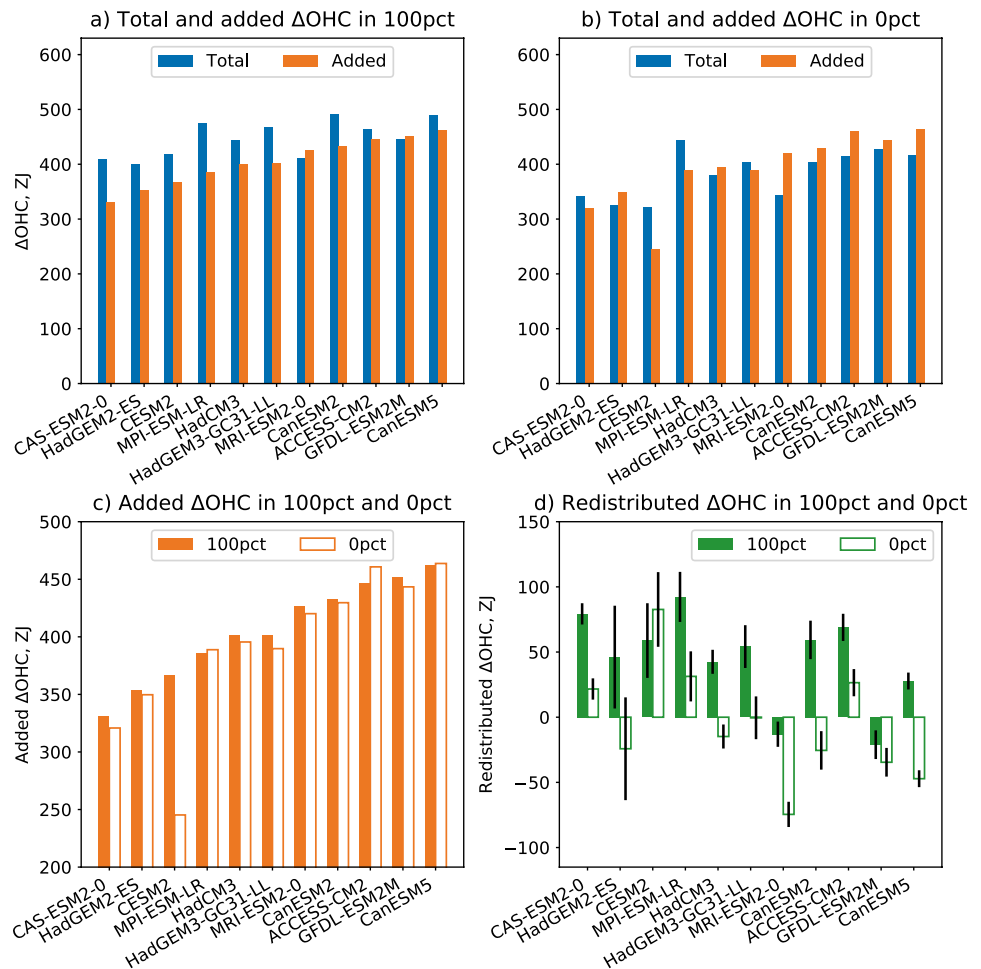 a) Total and added ΔOHC in 100pct
ΔOHC, ZJ
600
500
400
300
200
100
0
Total
Added
CAS-ESM2-0
HadGEM2-ES
CESM2
MPI-ESM-LR
HadCM3
HadGEM3-GC31-LL
MRI-ESM2-0
CanESM2
ACCESS-CM2
GFDL-ESM2M
CanESM5
b) Total and added ΔOHC in 0pct
600
500
400
300
200
100
0
Total
Added
CAS-ESM2-0
HadGEM2-ES
CESM2
MPI-ESM-LR
HadCM3
HadGEM3-GC31-LL
MRI-ESM2-0
CanESM2
ACCESS-CM2
GFDL-ESM2M
CanESM5
c) Added ΔOHC in 100pct and 0pct
Added ΔOHC, ZJ
500
450
400
350
300
250
200
100pct
0pct
CAS-ESM2-0
HadGEM2-ES
CESM2
MPI-ESM-LR
HadCM3
HadGEM3-GC31-LL
MRI-ESM2-0
CanESM2
ACCESS-CM2
GFDL-ESM2M
CanESM5
d) Redistributed ΔOHC in 100pct and 0pct
Redistributed ΔOHC, ZJ
150
100
50
0
−50
−100
100pct
0pct
CAS-ESM2-0
HadGEM2-ES
CESM2
MPI-ESM-LR
HadCM3
HadGEM3-GC31-LL
MRI-ESM2-0
CanESM2
ACCESS-CM2
GFDL-ESM2M
CanESM5